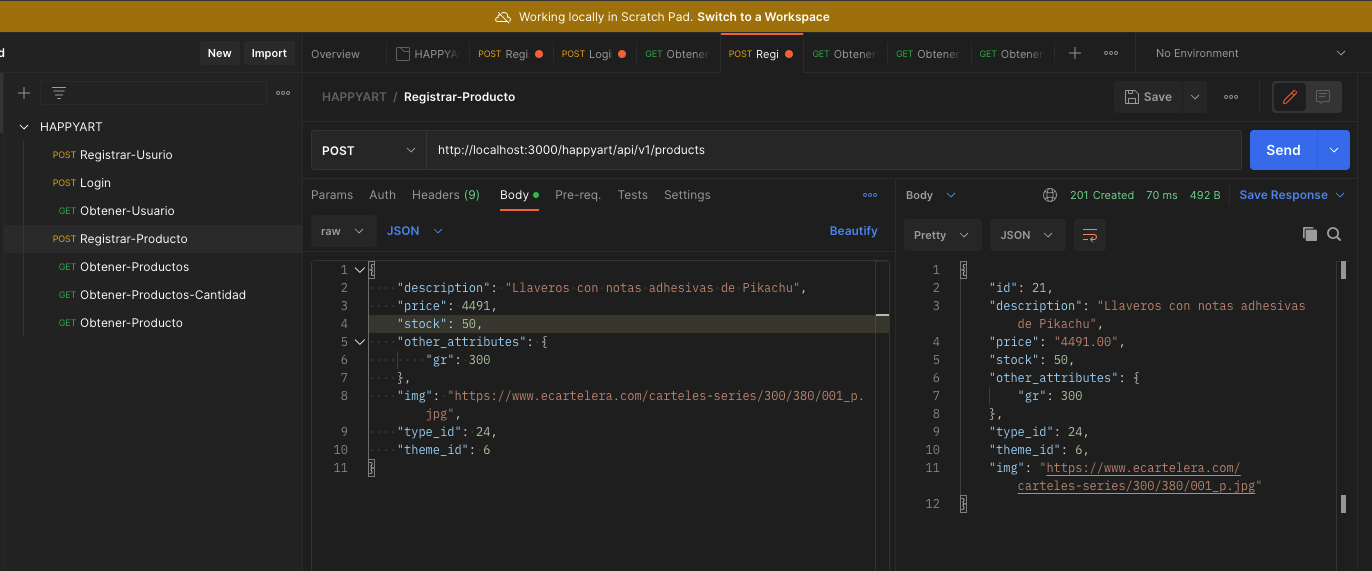 Working locally in Scratch Pad. Switch to a Workspace
d
New
Import
Overview
HAPPYA
POST Regi
POST Logi
GET Obtener
POST Regi
GET Obtener
GET Obtener
GET Obtener
No Environment
HAPPYART / Registrar-Producto
Save
HAPPYART
POST Registrar-Usurio
POST Login
GET Obtener-Usuario
POST Registrar-Producto
GET Obtener-Productos
GET Obtener-Productos-Cantidad
GET Obtener-Producto
POST
http://localhost:3000/happyart/api/v1/products
Send
Params Auth Headers (9) Body Pre-req. Tests Settings
raw JSON Beautify
1 {
2 "description": "Llaveros con notas adhesivas de Pikachu",
3 "price": 4491,
4 "stock": 50,
5 "other_attributes": {
6 "gr": 300
7 },
8 "img": "https://www.ecartelera.com/carteles-series/300/380/001_p.
jpg",
9 "type_id": 24,
10 "theme_id": 6
11 }
Body 201 Created 70 ms 492 B Save Response
Pretty JSON
1 {
2 "id": 21,
3 "description": "Llaveros con notas adhesivas
de Pikachu",
4 "price": "4491.00",
5 "stock": 50,
6 "other_attributes": {
7 "gr": 300
8 },
9 "type_id": 24,
10 "theme_id": 6,
11 "img": "https://www.ecartelera.com/
carteles-series/300/380/001_p.jpg"
12 }